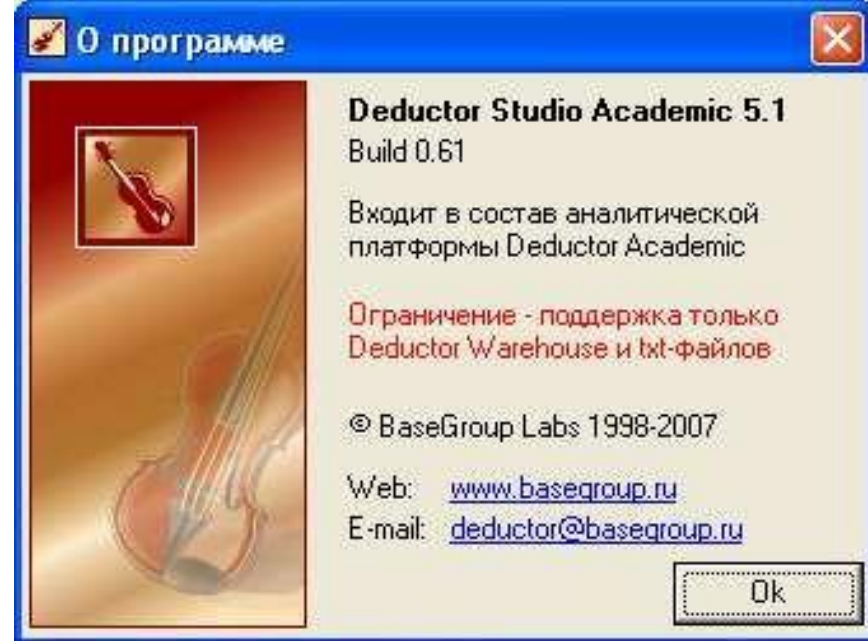 О программе
Deductor Studio Academic 5.1
Build 0.61
Входит в состав аналитической
платформы Deductor Academic
Ограничение - поддержка только
Deductor Warehouse и txt-файлов
© BaseGroup Labs 1998-2007
Web: www.basegroup.ru
E-mail: deductor@basegroup.ru
Ok